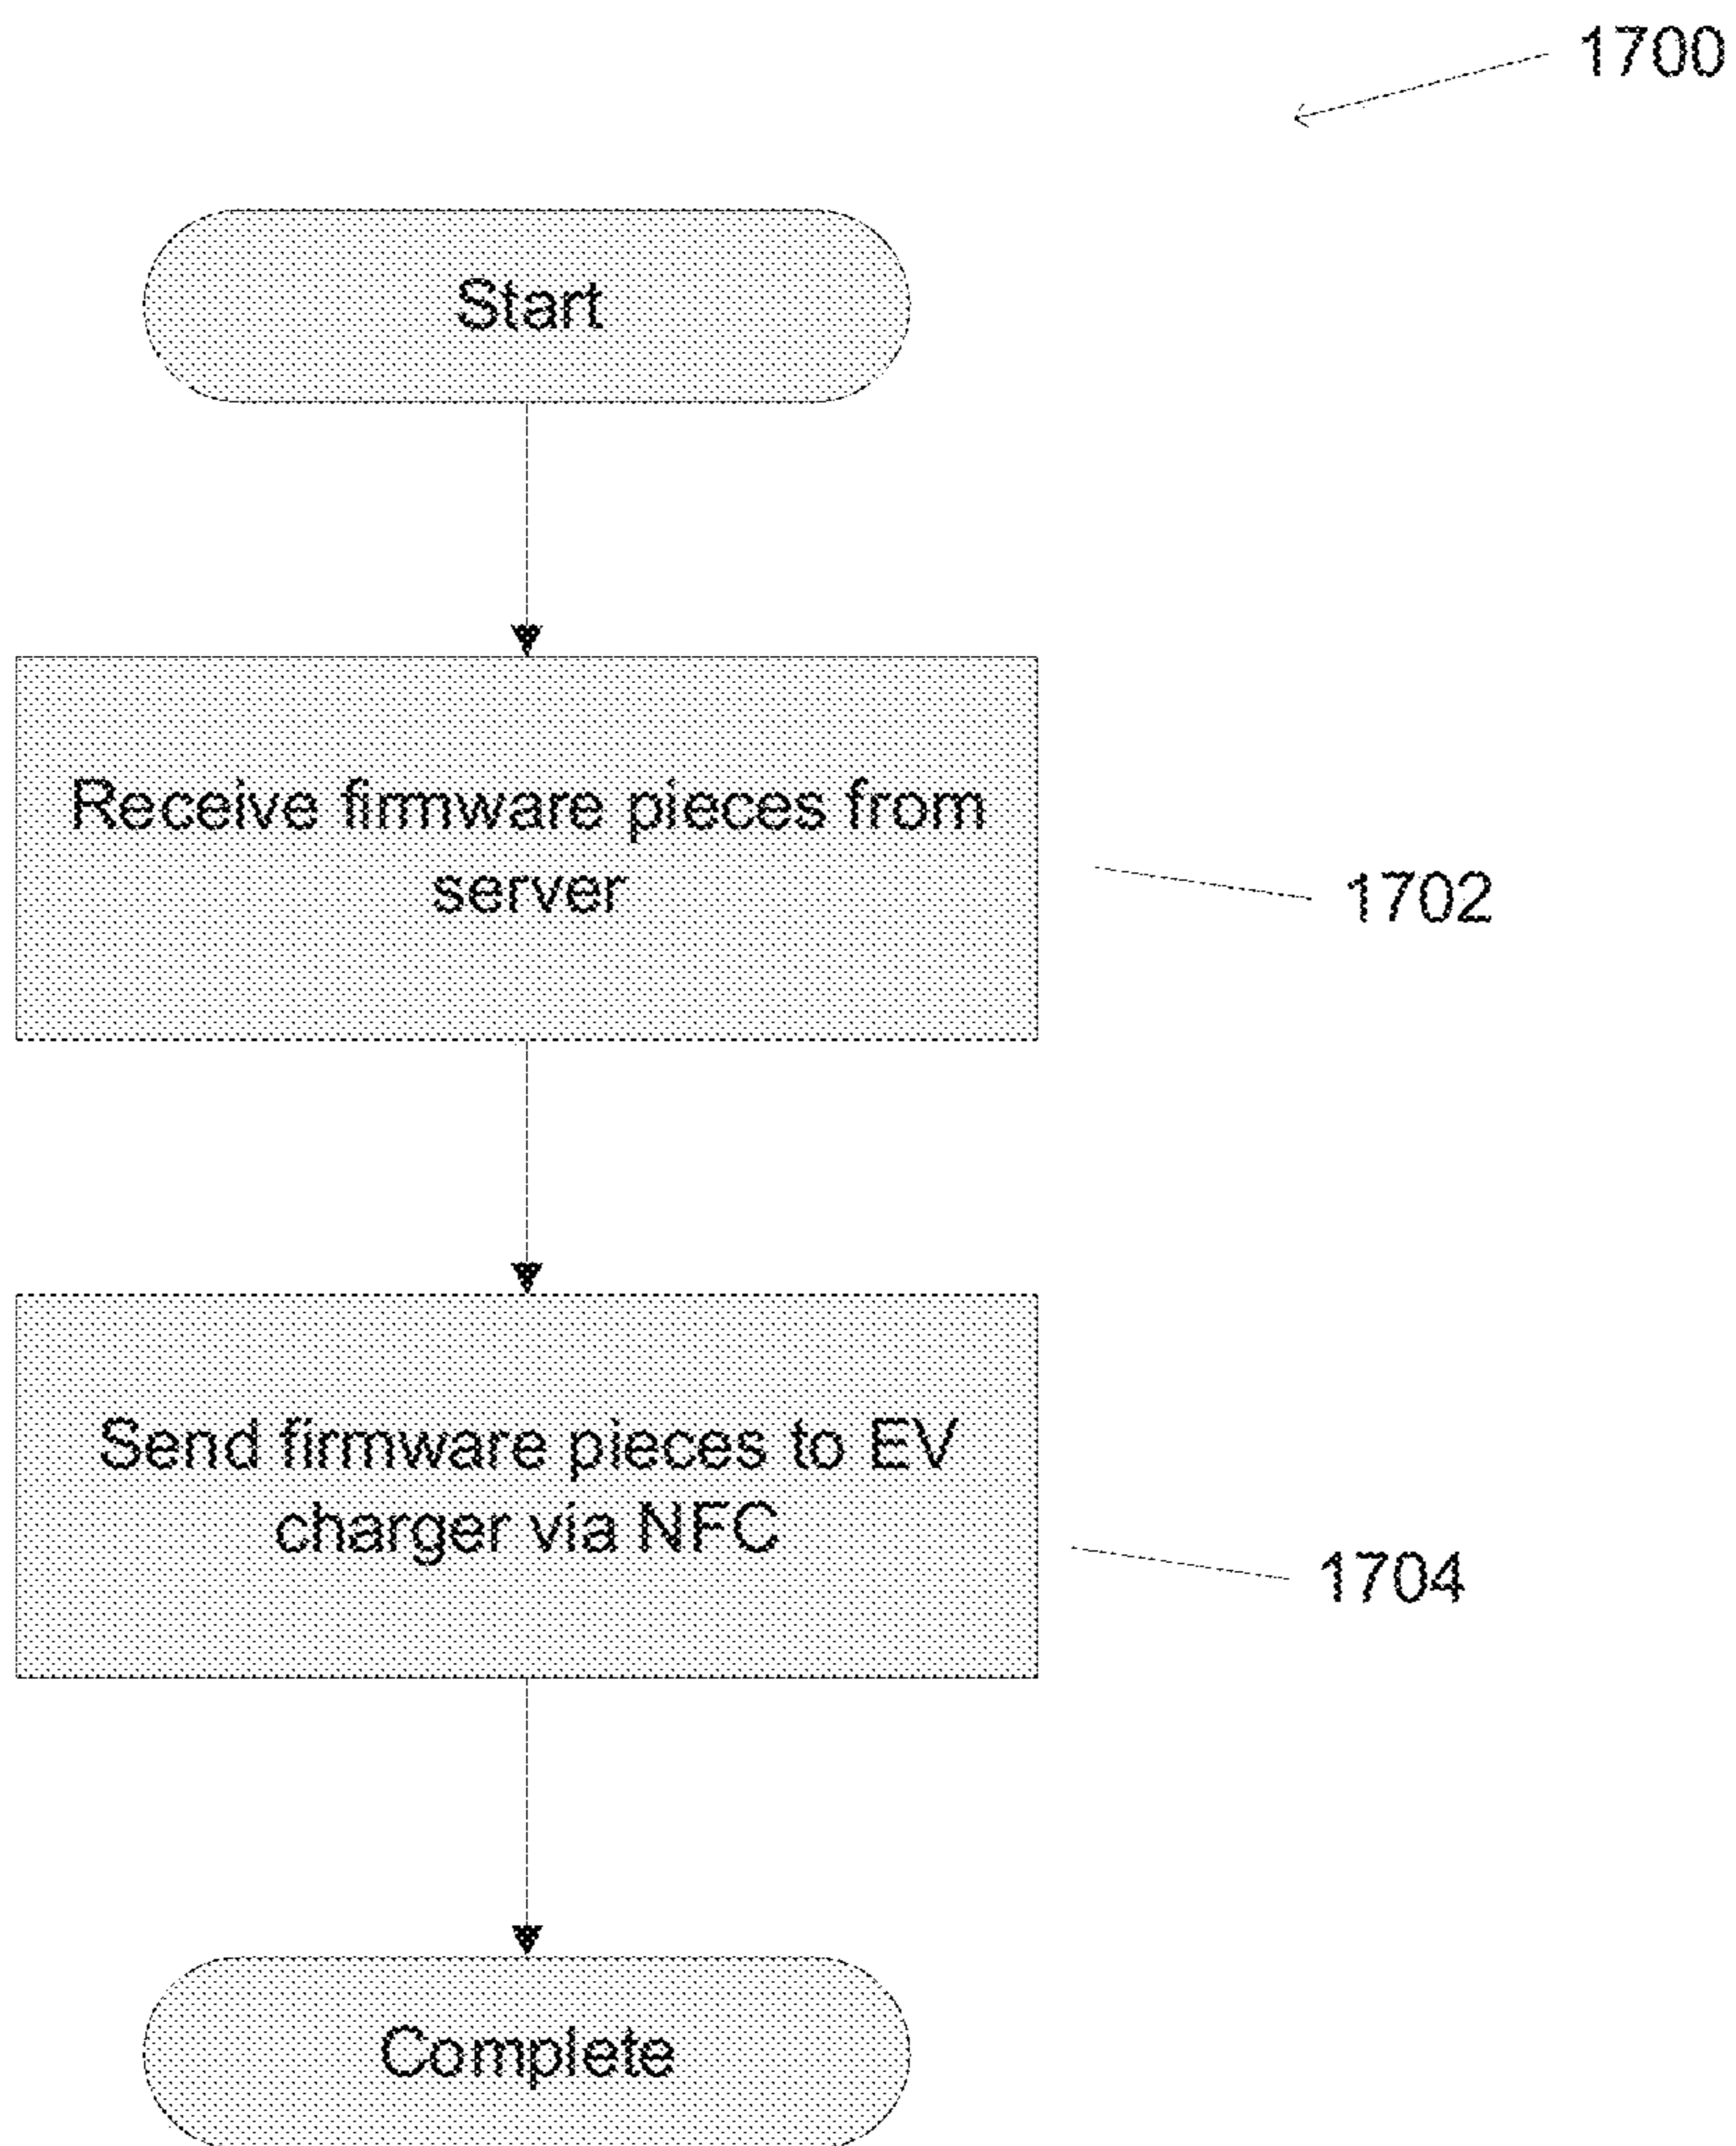 1700
Start
Receive firmware pieces from
server
1702
Send firmware pieces to EV
charger via NFC
1704
Complete